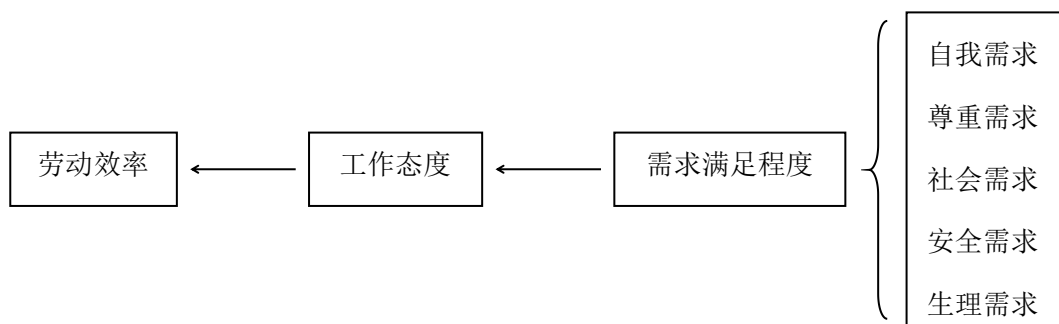 劳动效率
工作态度
需求满足程度
自我需求
尊重需求
社会需求
安全需求
生理需求